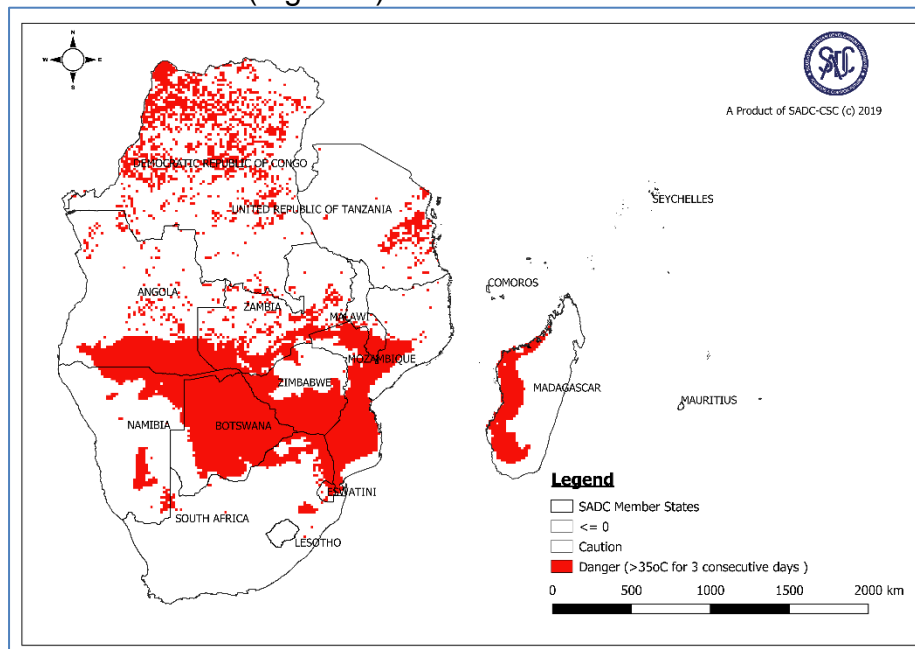 N
W E
S
SADC
A Product of SADC-CSC (c) 2019
DEMOCRATIC REPUBLIC OF CONGO
SEYCHELLES
UNITED REPUBLIC OF TANZANIA
COMOROS
ANGOLA
ZAMBIA
MALAWI
MOZAMBIQUE
ZIMBABWE
MADAGASCAR
MAURITIUS
NAMIBIA
BOTSWANA
ESWATINI
SOUTH AFRICA
LESOTHO
Legend
SADC Member States
<= 0
Caution
Danger (>35oC for 3 consecutive days )
0 500 1000 1500 2000 km